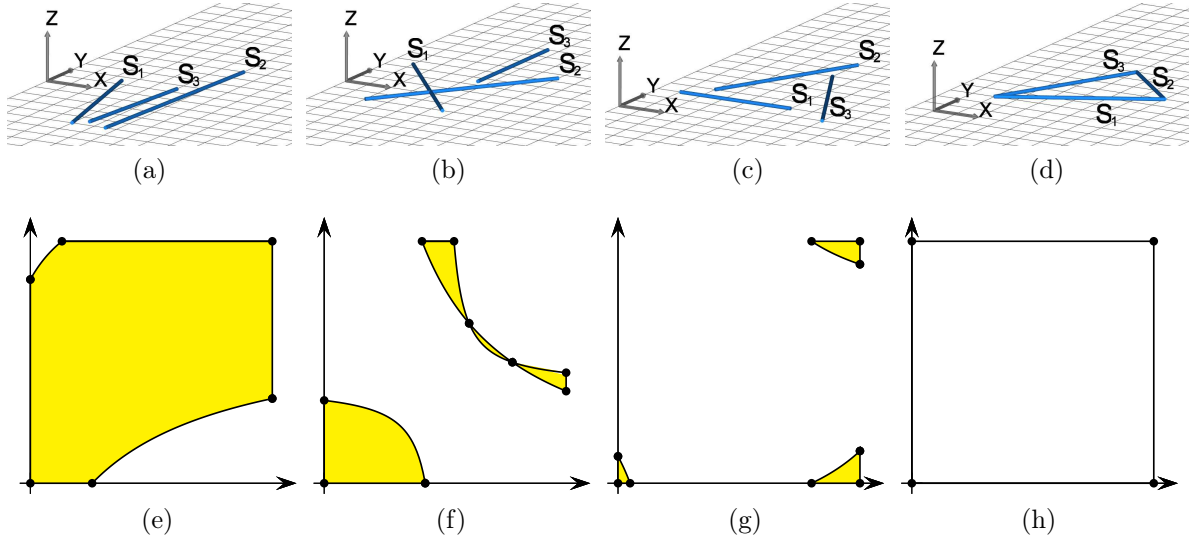 Z Y X S1 S3 S2
Z Y X S1 S3 S2
Z Y X S2 S1 S3
Z Y X S3 S2 S1
(a) (b) (c) (d)
(e) (f) (g) (h)